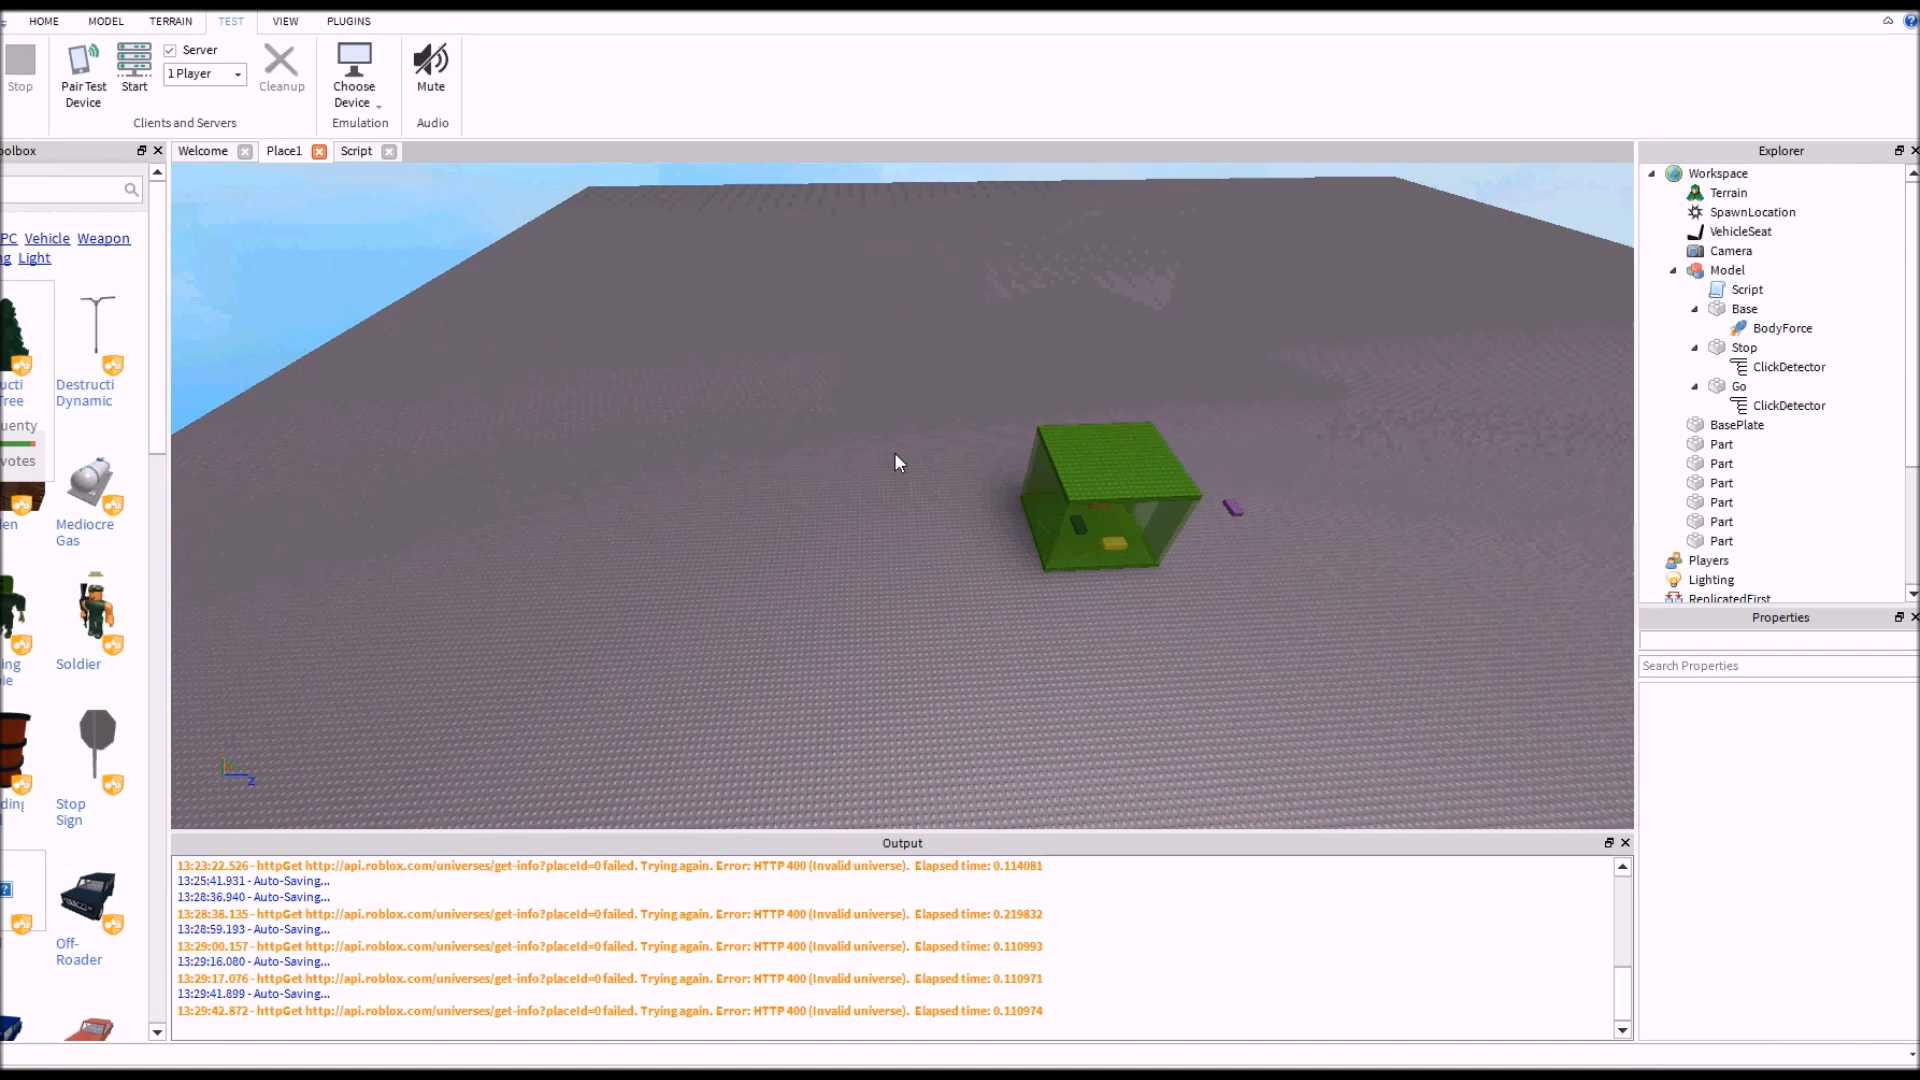 HOME MODEL TERRAIN TEST VIEW PLUGINS
Stop
Pair Test
Device
Start
Server
1 Player
Cleanup
Clients and Servers
Choose
Device
Emulation
Mute
Audio
oolbox
Welcome Place1 Script
PC Vehicle Weapon
ng Light
ucti
Tree
Destructi
Dynamic
uenty
votes
en
Mediocre
Gas
ing
ie
Soldier
ding
Stop
Sign
Off-
Roader
z
Explorer
Workspace
Terrain
SpawnLocation
VehicleSeat
Camera
Model
Script
Base
BodyForce
Stop
ClickDetector
Go
ClickDetector
BasePlate
Part
Part
Part
Part
Part
Part
Players
Lighting
ReplicatedFirst
Properties
Search Properties
Output
13:23:22.526 - httpGet http://api.roblox.com/universes/get-info?placeId=0 failed. Trying again. Error: HTTP 400 (Invalid universe). Elapsed time: 0.114081
13:25:41.931 - Auto-Saving...
13:28:36.940 - Auto-Saving...
13:28:38.135 - httpGet http://api.roblox.com/universes/get-info?placeId=0 failed. Trying again. Error: HTTP 400 (Invalid universe). Elapsed time: 0.219832
13:28:59.193 - Auto-Saving...
13:29:00.157 - httpGet http://api.roblox.com/universes/get-info?placeId=0 failed. Trying again. Error: HTTP 400 (Invalid universe). Elapsed time: 0.110993
13:29:16.080 - Auto-Saving...
13:29:17.076 - httpGet http://api.roblox.com/universes/get-info?placeId=0 failed. Trying again. Error: HTTP 400 (Invalid universe). Elapsed time: 0.110971
13:29:41.899 - Auto-Saving...
13:29:42.872 - httpGet http://api.roblox.com/universes/get-info?placeId=0 failed. Trying again. Error: HTTP 400 (Invalid universe). Elapsed time: 0.110974